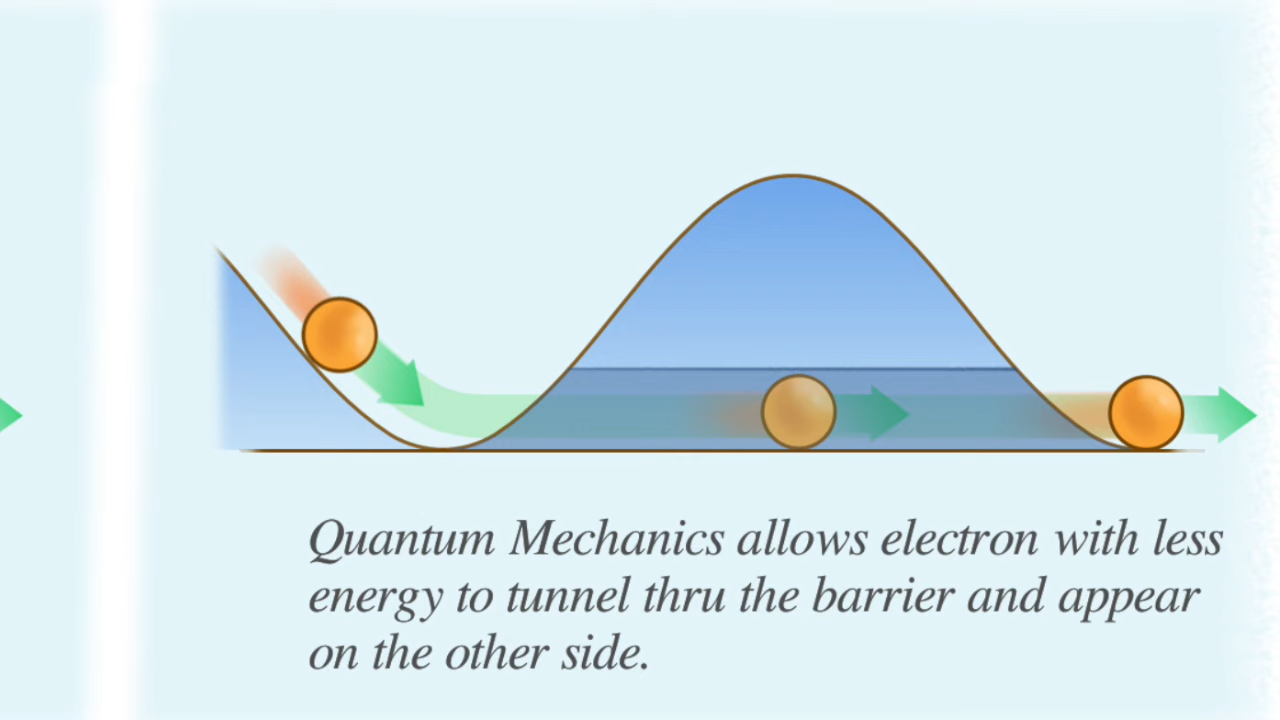 Quantum Mechanics allows electron with less
energy to tunnel thru the barrier and appear
on the other side.